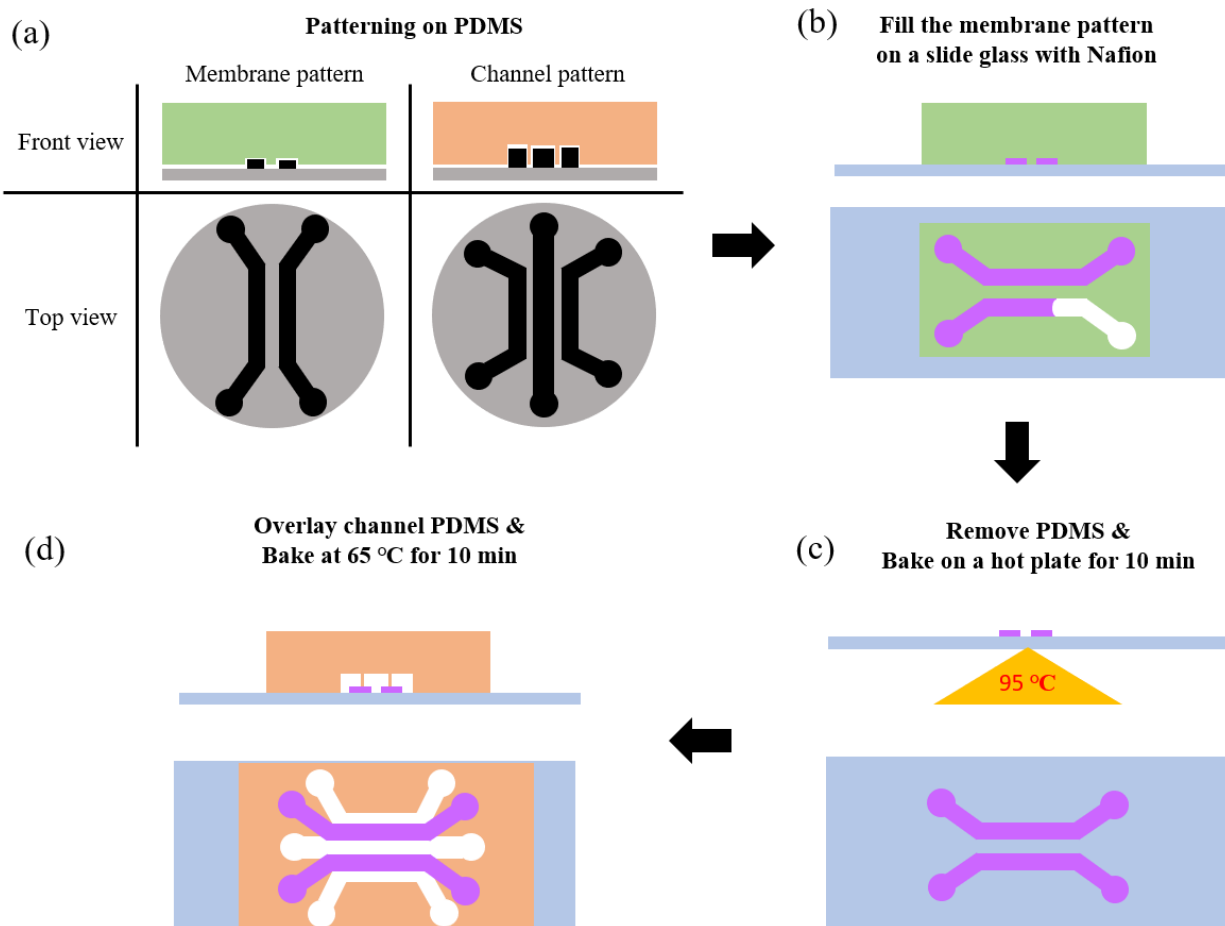 (a)
Patterning on PDMS
Membrane pattern
Channel pattern
Front view
Top view
(b)
Fill the membrane pattern
on a slide glass with Nafion
(d)
Overlay channel PDMS &
Bake at 65 ℃ for 10 min
(c)
Remove PDMS &
Bake on a hot plate for 10 min
95 ℃